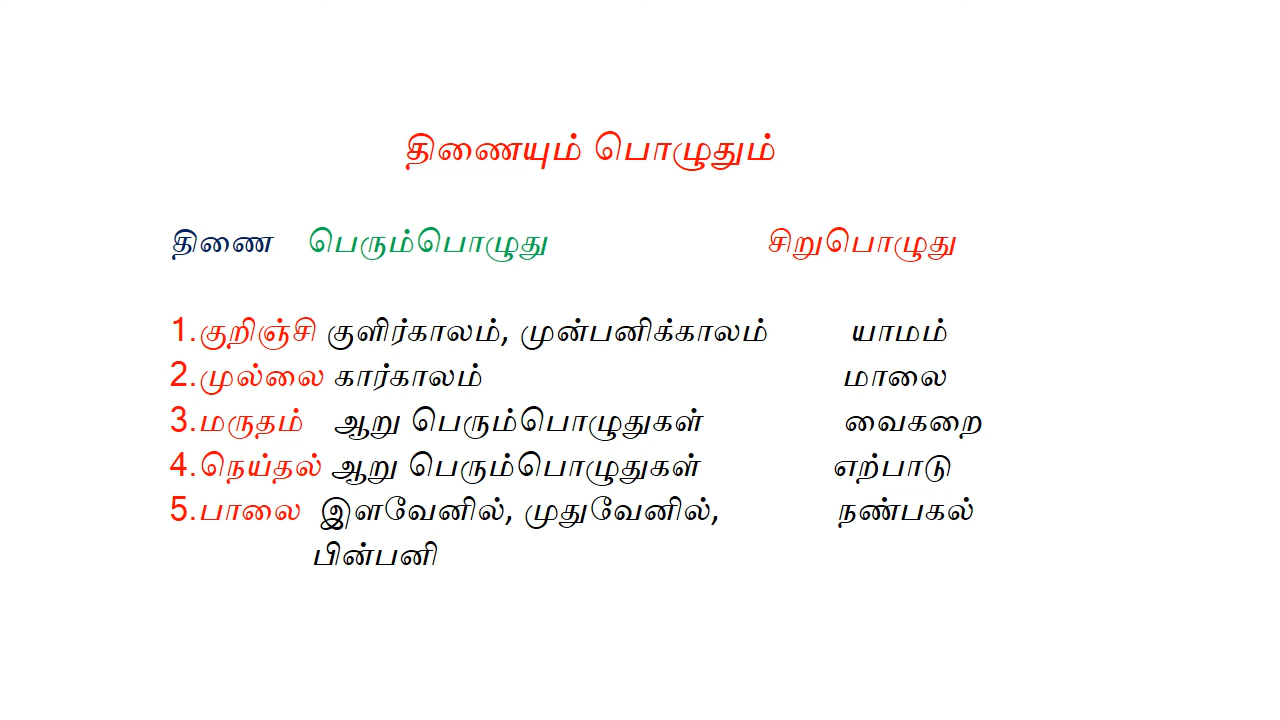 திணையும் பொழுதும்
திணை பெரும்பொழுது சிறுபொழுது
1.குறிஞ்சி குளிர்காலம், முன்பனிக்காலம் யாமம்
2.முல்லை கார்காலம் மாலை
3.மருதம் ஆறு பெரும்பொழுதுகள் வைகறை
4.நெய்தல் ஆறு பெரும்பொழுதுகள் எற்பாடு
5.பாலை இளவேனில், முதுவேனில், நண்பகல்
பின்பனி